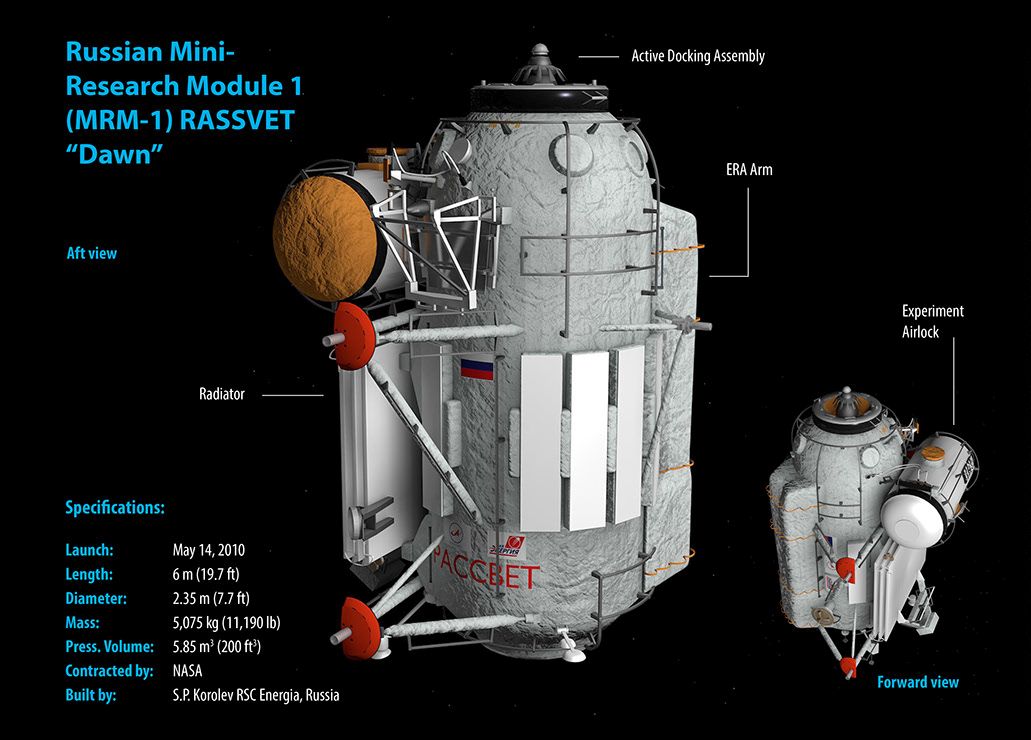 Russian Mini-
Research Module 1
(MRM-1) RASSVET
“Dawn”
Active Docking Assembly
ERA Arm
Aft view
Experiment
Airlock
Radiator
Specifications:
Launch: May 14, 2010
Length: 6 m (19.7 ft)
Diameter: 2.35 m (7.7 ft)
Mass: 5,075 kg (11,190 lb)
Press. Volume: 5.85 m³ (200 ft³)
Contracted by: NASA
Built by: S.P. Korolev RSC Energia, Russia
ЭНЕРГИЯ
РАССВЕТ
Forward view